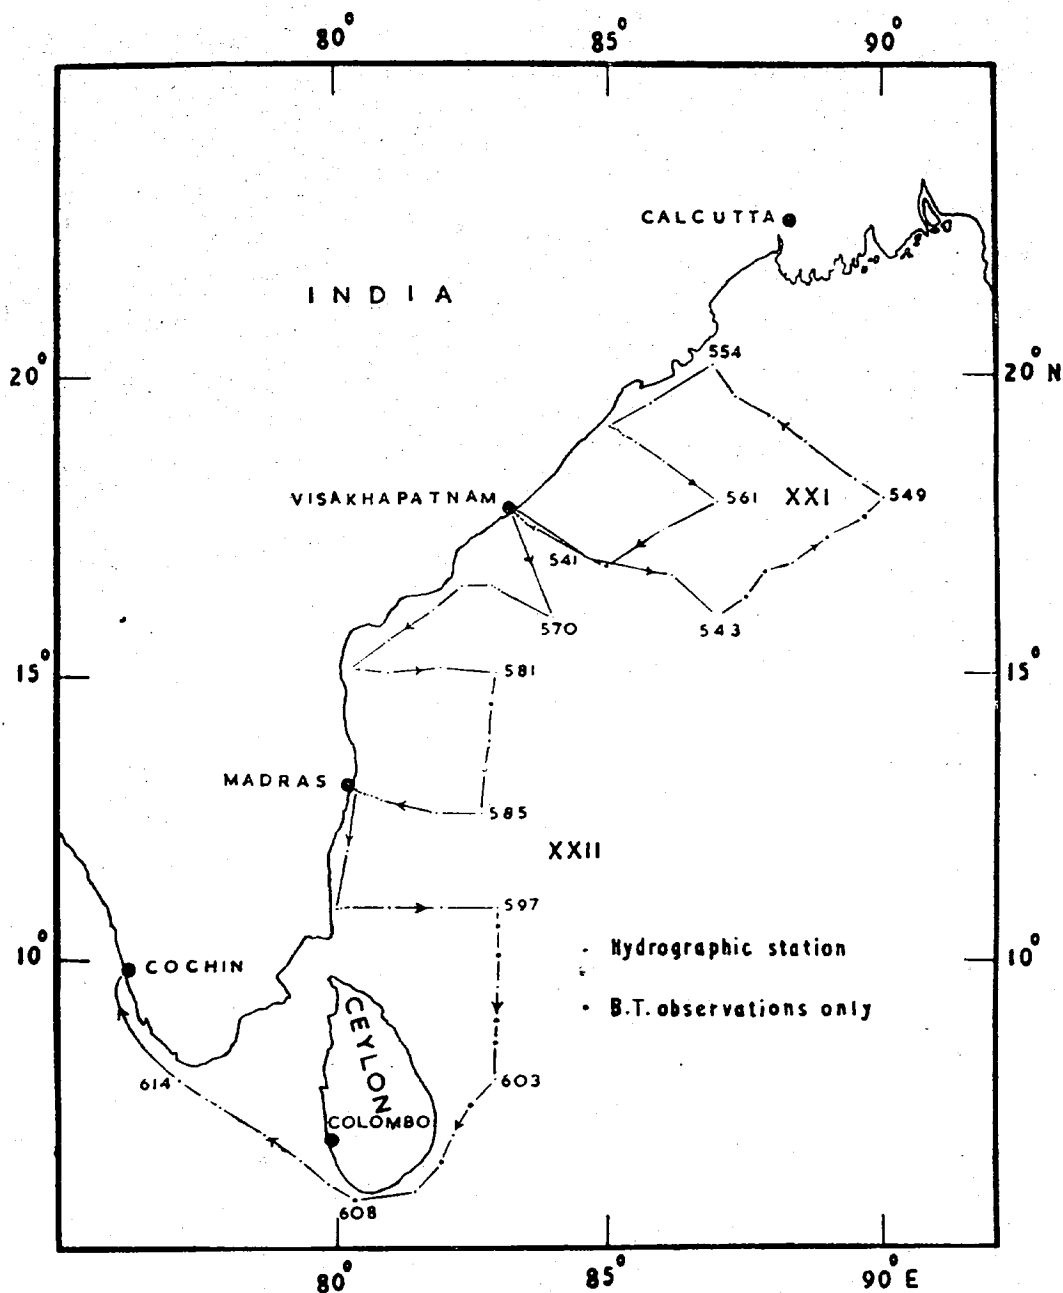 80° 85° 90°
CALCUTTA
INDIA
554
20° 20° N
VISAKHAPATNAM 561 XXI 549
541
570 543
15° 581 15°
MADRAS
585
XXII
597
10° 10°
Hydrographic station
COCHIN
B.T. observations only
CEYLON
614 603
COLOMBO
608
80° 85° 90° E